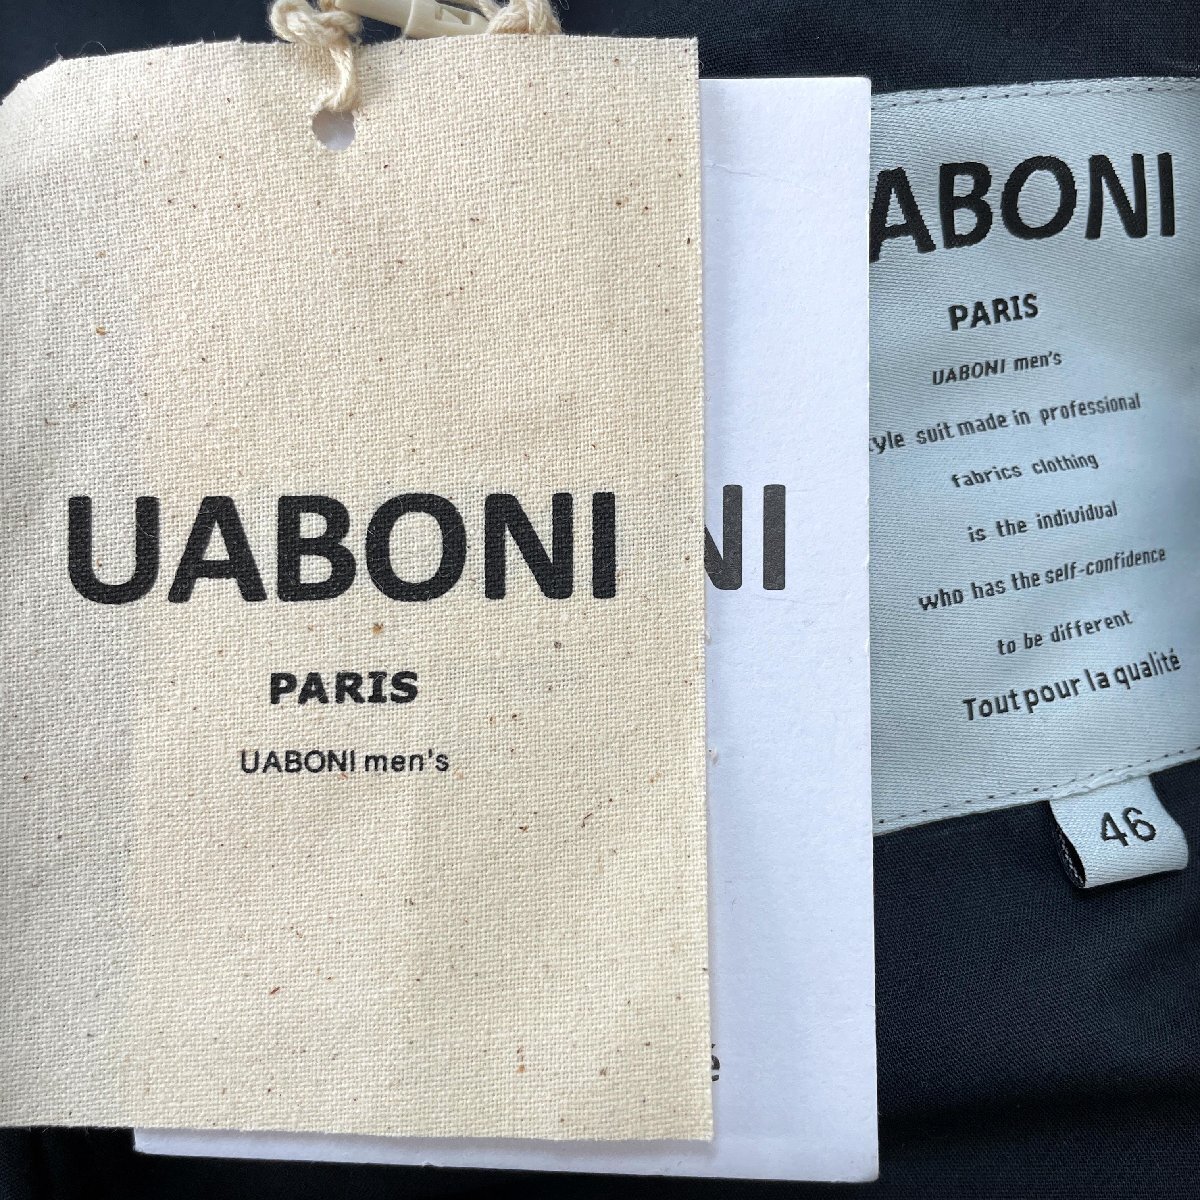 UABONI
PARIS
UABONI men's
NI
é
ABONI
PARIS
UABONI men's
tyle suit made in professional
fabrics clothing
is the individual
who has the self-confidence
to be different
Tout pour la qualité
46